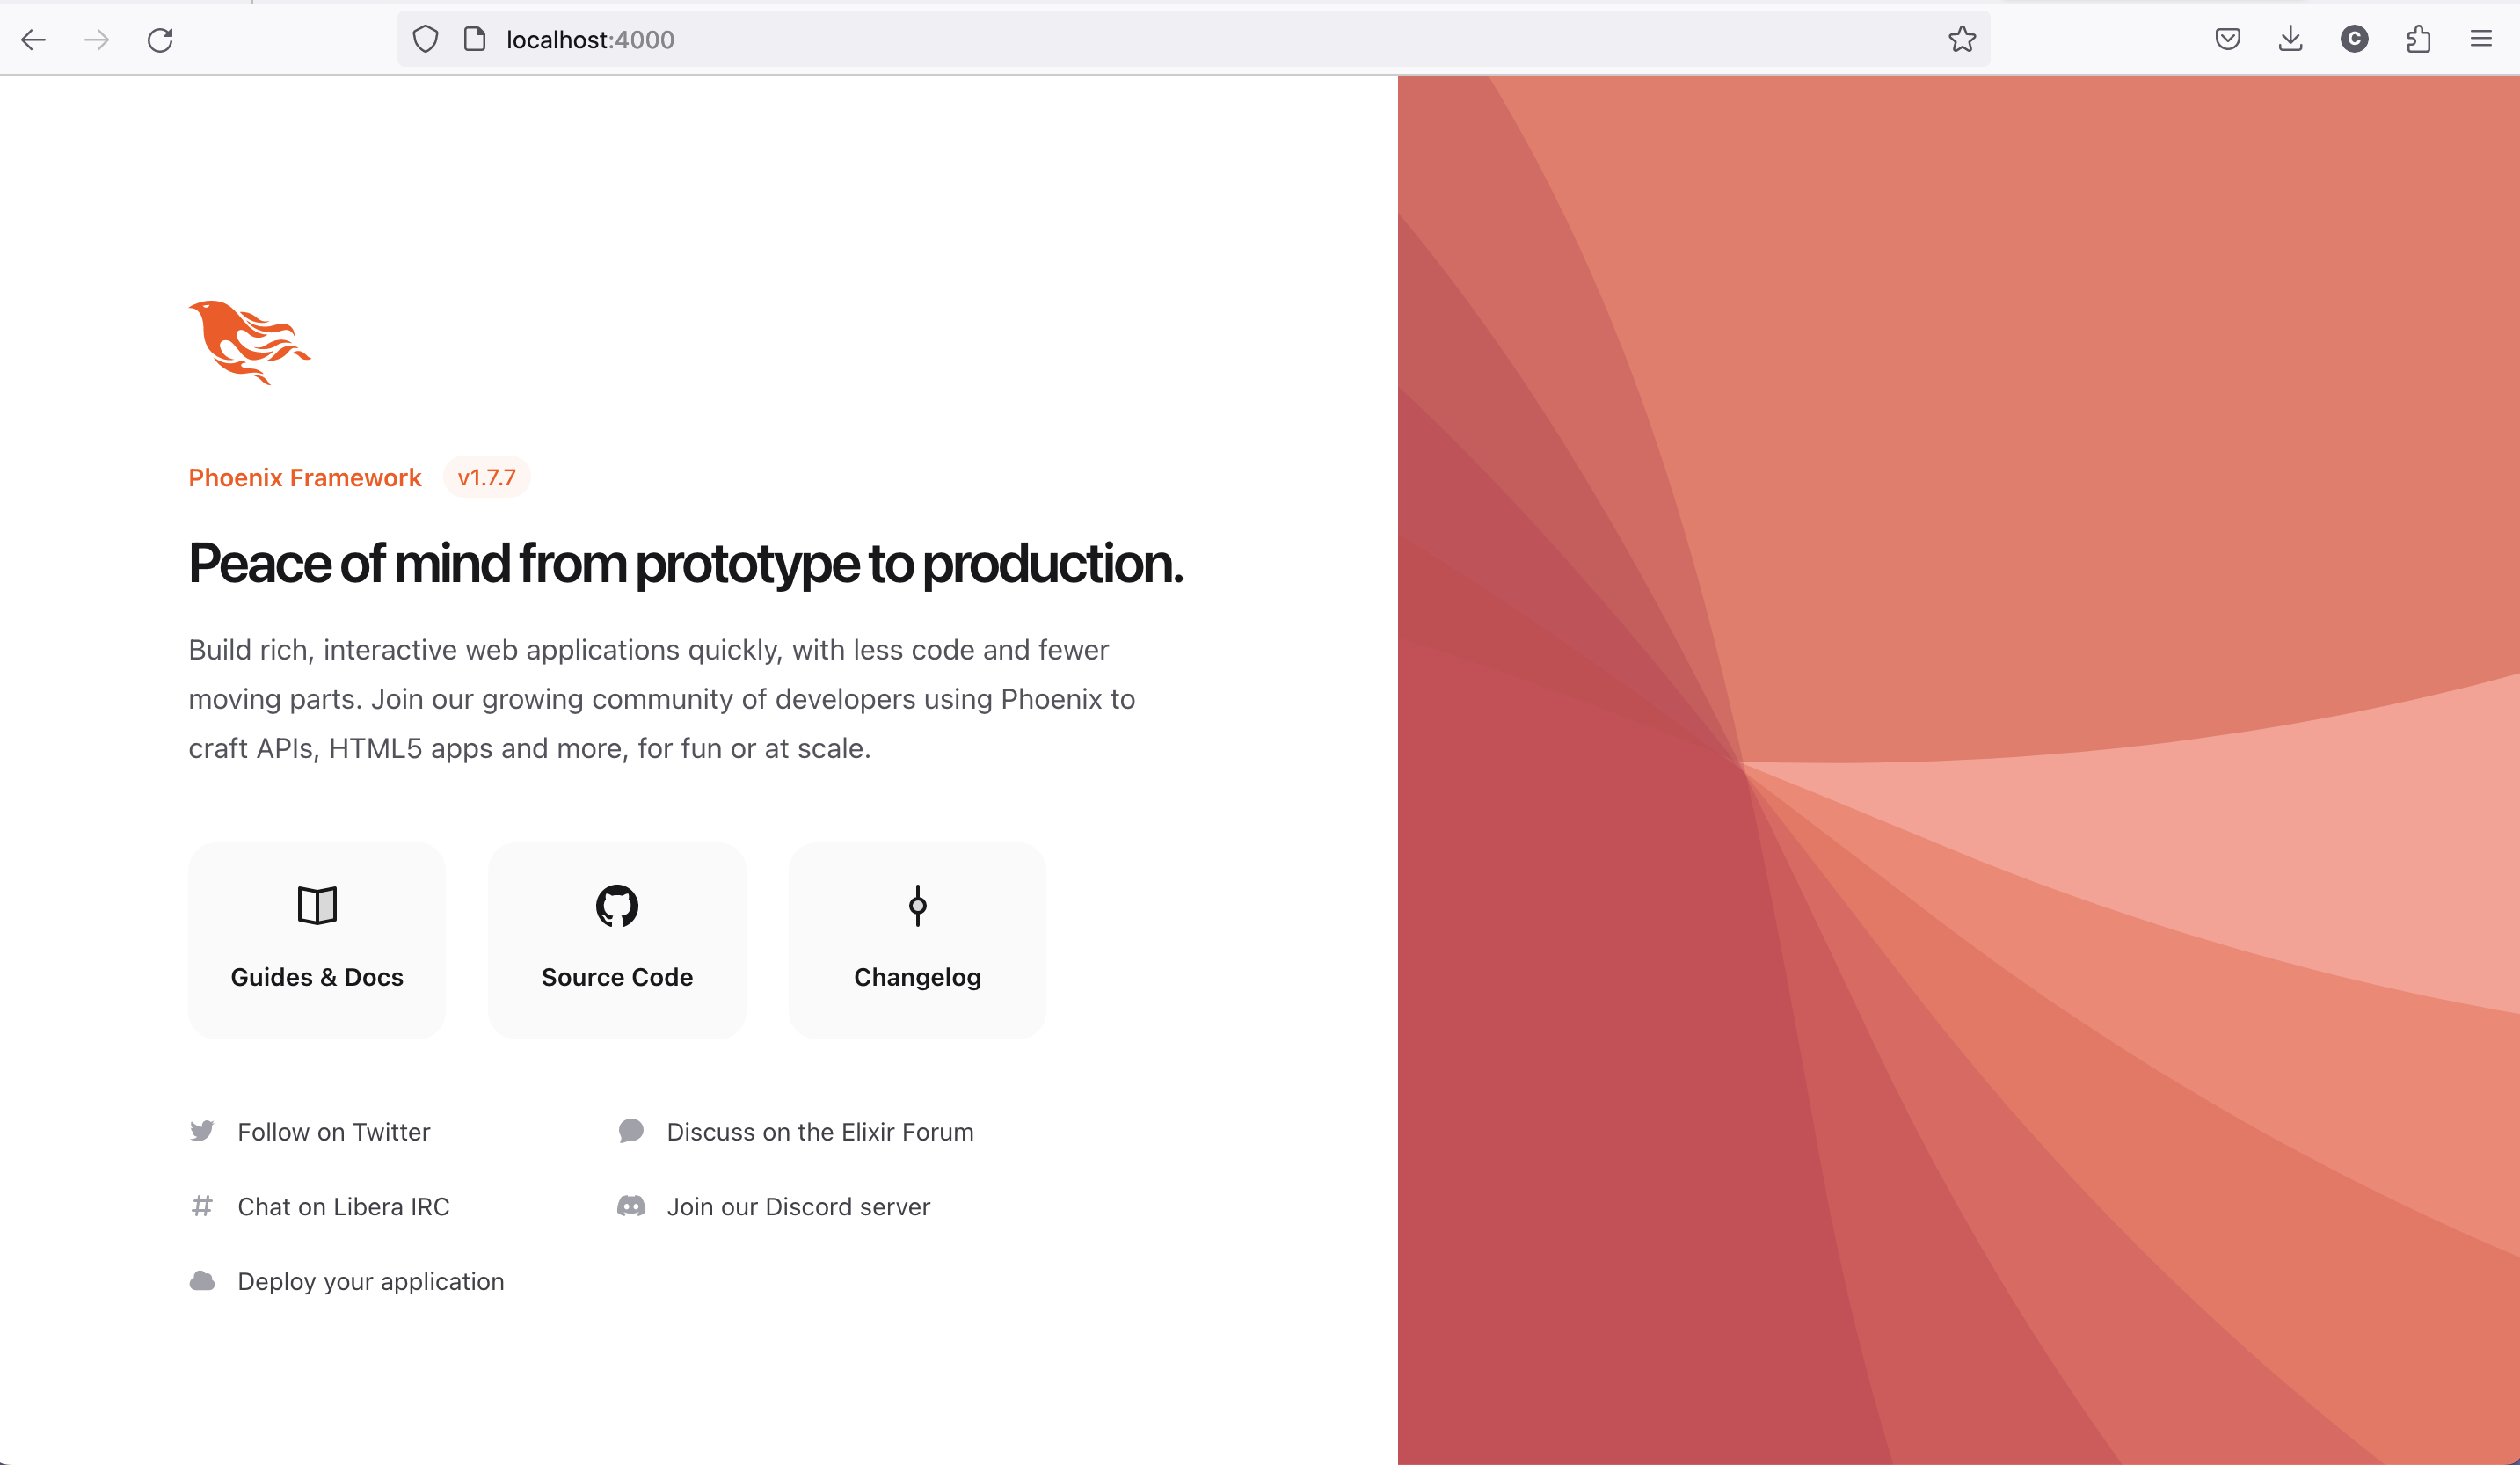 localhost:4000
C
Phoenix Framework v1.7.7
Peace of mind from prototype to production.
Build rich, interactive web applications quickly, with less code and fewer
moving parts. Join our growing community of developers using Phoenix to
craft APIs, HTML5 apps and more, for fun or at scale.
Guides & Docs
Source Code
Changelog
Follow on Twitter
Discuss on the Elixir Forum
Chat on Libera IRC
Join our Discord server
Deploy your application